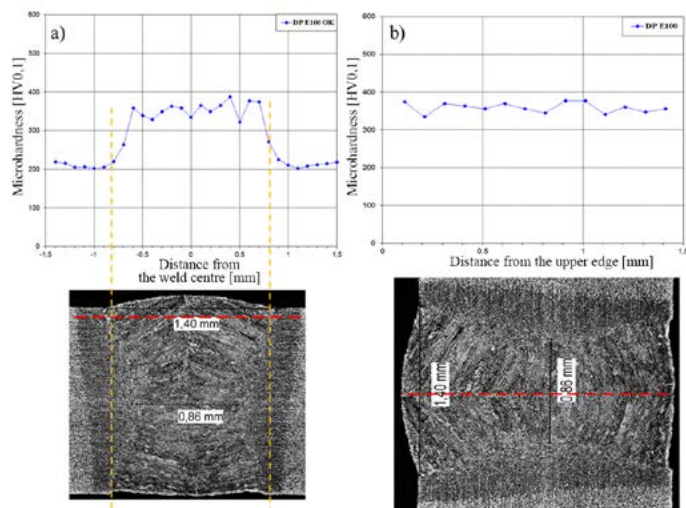 a)
DP E100 OK
Microhardness [HV0,1]
600
500
400
300
200
100
0
-1,5
-1
-0,5
0
0,5
1
1,5
Distance from
the weld centre [mm]
1,40 mm
0,86 mm
b)
DP E100
Microhardness [HV0,1]
600
500
400
300
200
100
0
0
0,5
1
1,5
Distance from the upper edge [mm]
1,40 mm
0,86 mm